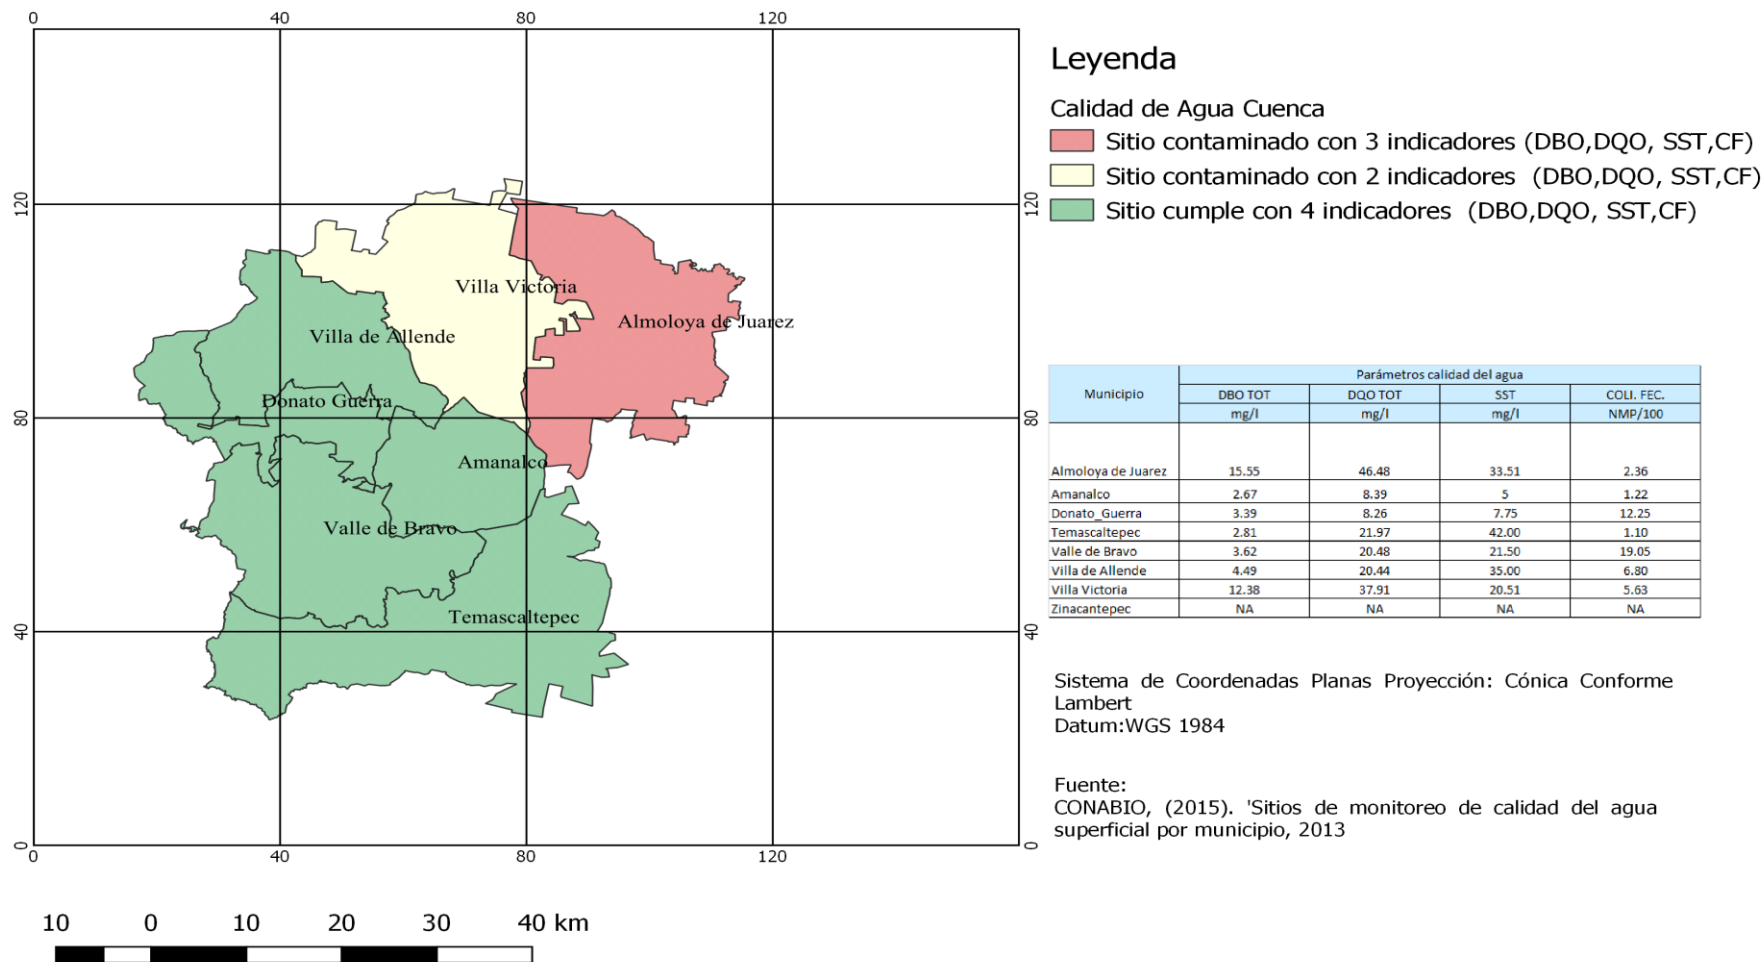 0 40 80 120
120 120
80 80
40 40
0 0
0 40 80 120
Villa Victoria
Almoloya de Juarez
Villa de Allende
Donato Guerra
Amanalco
Valle de Bravo
Temascaltepec
10 0 10 20 30 40 km
Leyenda
Calidad de Agua Cuenca
Sitio contaminado con 3 indicadores (DBO,DQO, SST,CF)
Sitio contaminado con 2 indicadores (DBO,DQO, SST,CF)
Sitio cumple con 4 indicadores (DBO,DQO, SST,CF)
Municipio Parámetros calidad del agua
DBO TOT DQO TOT SST COLI. FEC.
mg/l mg/l mg/l NMP/100
Almoloya de Juarez 15.55 46.48 33.51 2.36
Amanalco 2.67 8.39 5 1.22
Donato_Guerra 3.39 8.26 7.75 12.25
Temascaltepec 2.81 21.97 42.00 1.10
Valle de Bravo 3.62 20.48 21.50 19.05
Villa de Allende 4.49 20.44 35.00 6.80
Villa Victoria 12.38 37.91 20.51 5.63
Zinacantepec NA NA NA NA
Sistema de Coordenadas Planas Proyección: Cónica Conforme
Lambert
Datum:WGS 1984
Fuente:
CONABIO, (2015). 'Sitios de monitoreo de calidad del agua
superficial por municipio, 2013